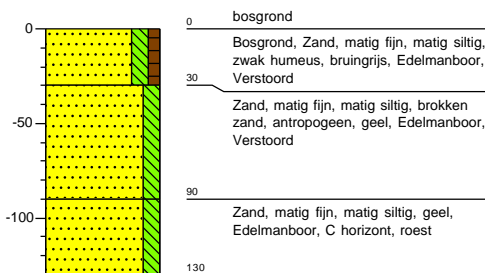 bosgrond
0
0
Bosgrond, Zand, matig fijn, matig siltig,
zwak humeus, bruingrijs, Edelmanboor,
Verstoord
30
Zand, matig fijn, matig siltig, brokken
zand, antropogeen, geel, Edelmanboor,
Verstoord
-50
90
Zand, matig fijn, matig siltig, geel,
Edelmanboor, C horizont, roest
-100
130